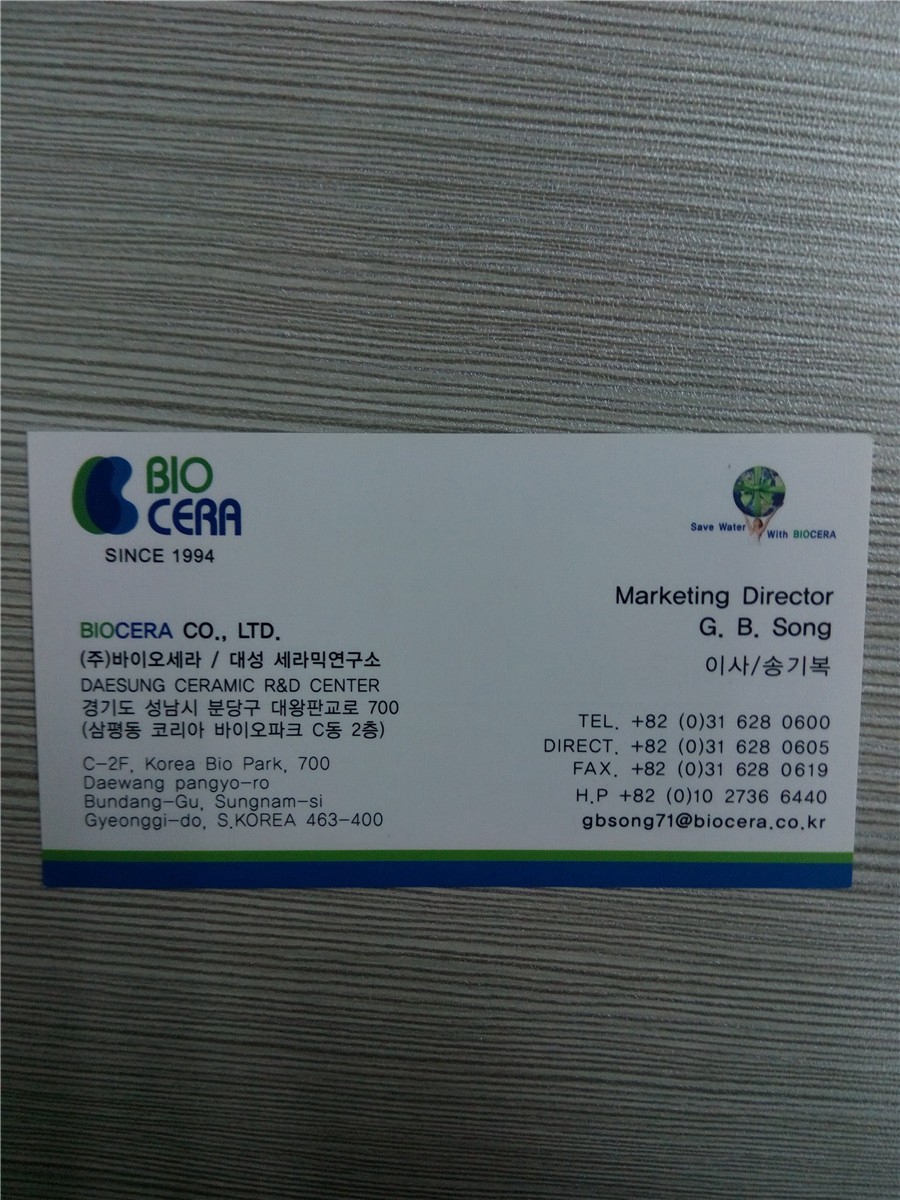 BIO
CERA
SINCE 1994
Save Water With BIOCERA
Marketing Director
G. B. Song
이사/송기복
BIOCERA CO., LTD.
(주)바이오세라 / 대성 세라믹연구소
DAESUNG CERAMIC R&D CENTER
경기도 성남시 분당구 대왕판교로 700
(삼평동 코리아 바이오파크 C동 2층)
C-2F, Korea Bio Park, 700
Daewang pangyo-ro
Bundang-Gu, Sungnam-si
Gyeonggi-do, S.KOREA 463-400
TEL. +82 (0)31 628 0600
DIRECT. +82 (0)31 628 0605
FAX. +82 (0)31 628 0619
H.P +82 (0)10 2736 6440
gbsong71@biocera.co.kr